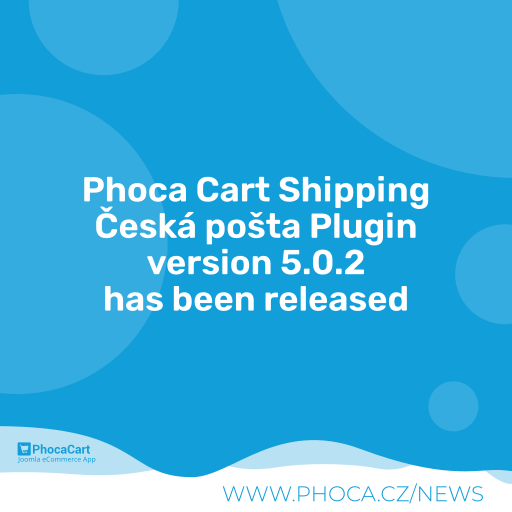 Phoca Cart Shipping
Česká pošta Plugin
version 5.0.2
has been released
PhocaCart
Joomla eCommerce App
WWW.PHOCA.CZ/NEWS